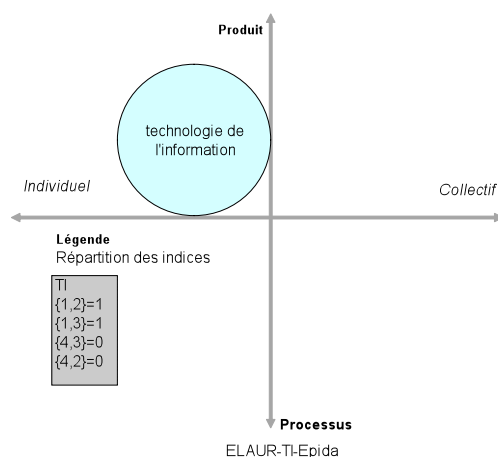 Produit
technologie de
l'information
Individuel
Collectif
Légende
Répartition des indices
TI
{1,2}=1
{1,3}=1
{4,3}=0
{4,2}=0
Processus
ELAUR-TI-Epida